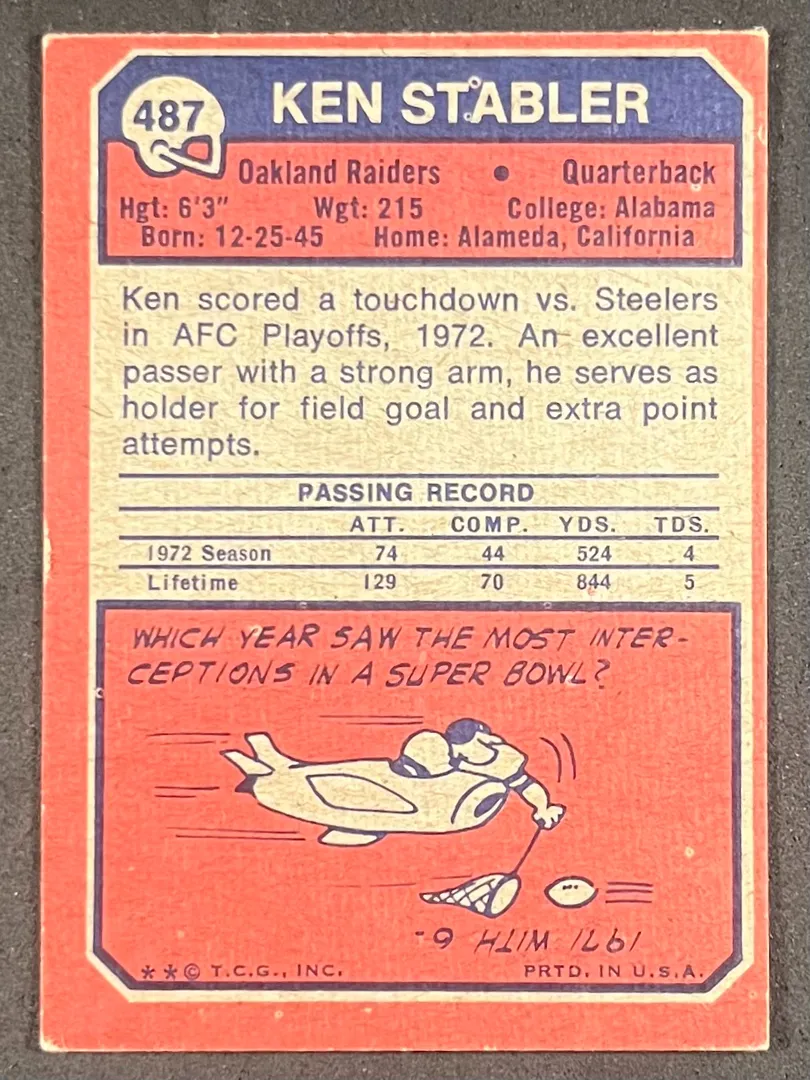 487
KEN STABLER
Oakland Raiders • Quarterback
Hgt: 6'3" Wgt: 215 College: Alabama
Born: 12-25-45 Home: Alameda, California
Ken scored a touchdown vs. Steelers
in AFC Playoffs, 1972. An excellent
passer with a strong arm, he serves as
holder for field goal and extra point
attempts.
PASSING RECORD
ATT. COMP. YDS. TDS.
1972 Season 74 44 524 4
Lifetime 129 70 844 5
WHICH YEAR SAW THE MOST INTER-
CEPTIONS IN A SUPER BOWL?
1971 WITH 6-
**© T.C.G., INC. PRTD. IN U.S.A.